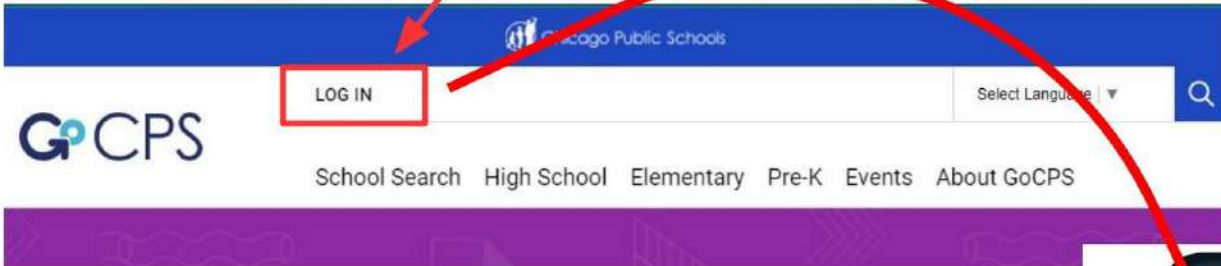 Chicago Public Schools
LOG IN
Select Language | ▼
GoCPS
School Search High School Elementary Pre-K Events About GoCPS